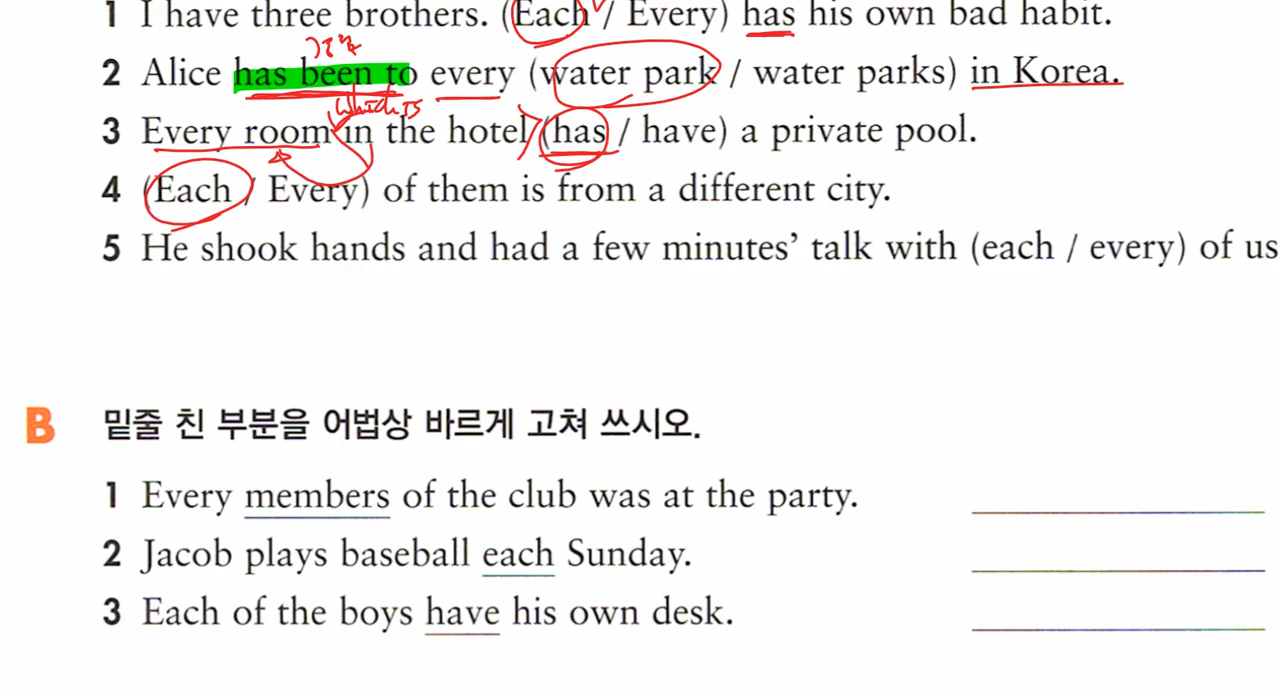 1 I have three brothers. (Each / Every) has his own bad habit.
경험
2 Alice has been to every (water park / water parks) in Korea.
which is
3 Every room in the hotel (has / have) a private pool.
4 (Each / Every) of them is from a different city.
5 He shook hands and had a few minutes’ talk with (each / every) of us
B 밑줄 친 부분을 어법상 바르게 고쳐 쓰시오.
1 Every members of the club was at the party.
2 Jacob plays baseball each Sunday.
3 Each of the boys have his own desk.